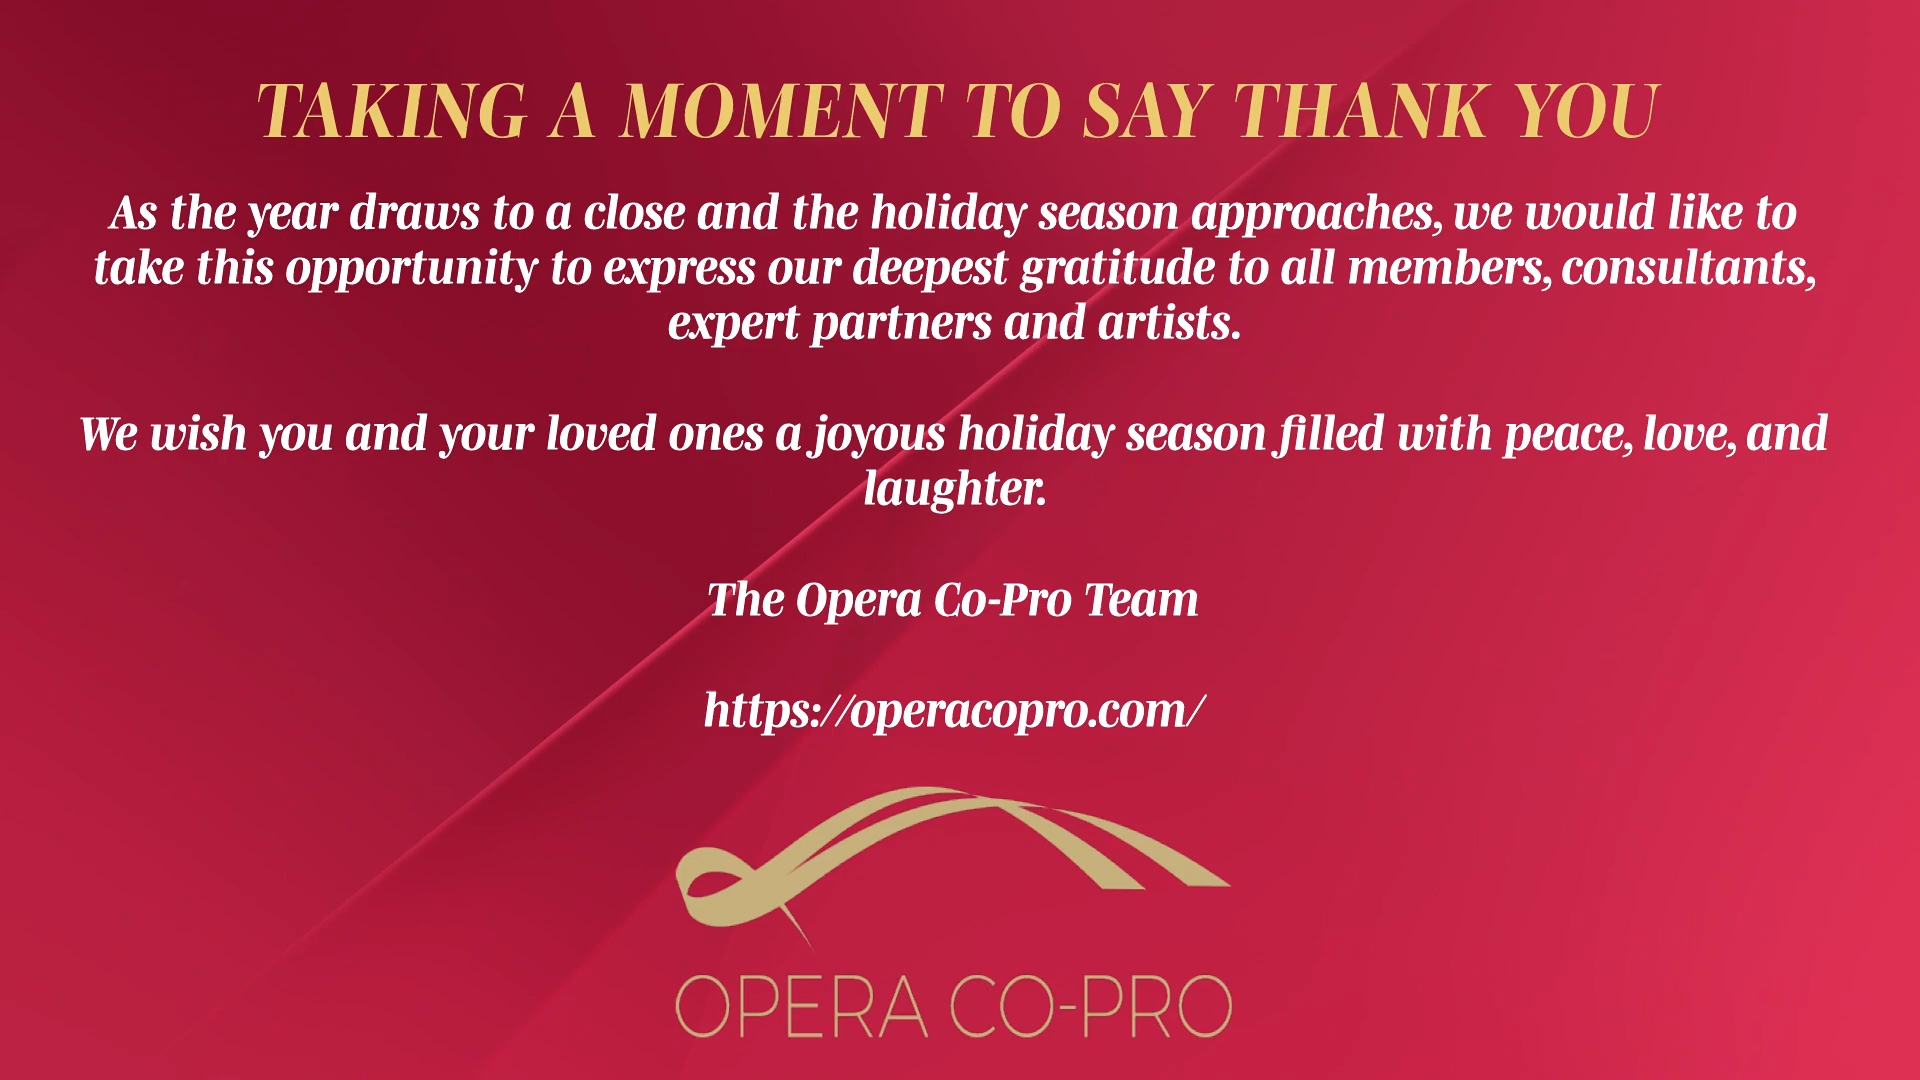 TAKING A MOMENT TO SAY THANK YOU
As the year draws to a close and the holiday season approaches, we would like to
take this opportunity to express our deepest gratitude to all members, consultants,
expert partners and artists.
We wish you and your loved ones a joyous holiday season filled with peace, love, and
laughter.
The Opera Co-Pro Team
https://operacopro.com/
OPERA CO-PRO